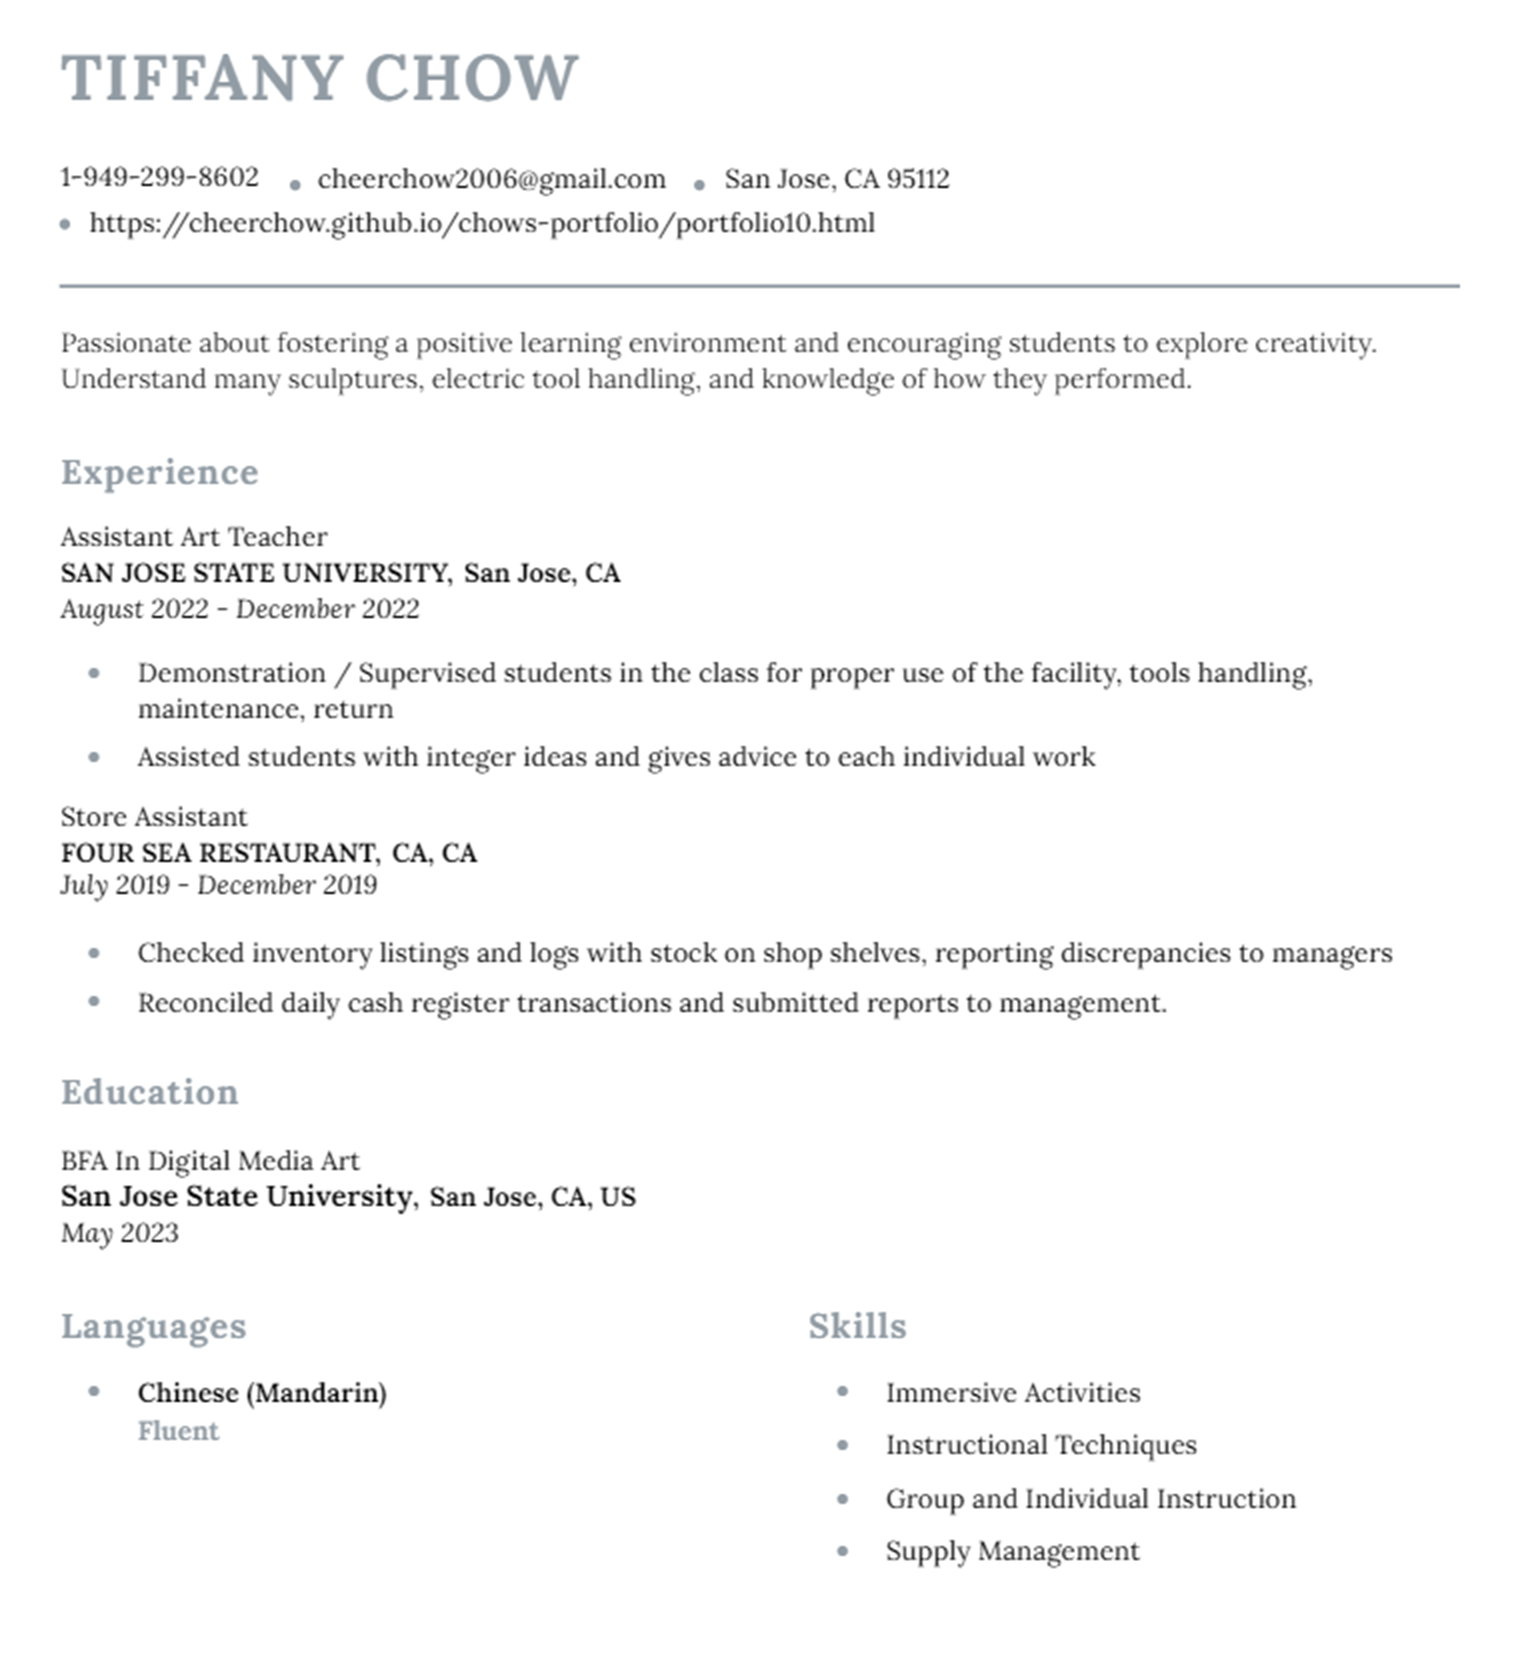 TIFFANY CHOW
1-949-299-8602 • cheerchow2006@gmail.com • San Jose, CA 95112
• https://cheerchow.github.io/chows-portfolio/portfolio10.html
Passionate about fostering a positive learning environment and encouraging students to explore creativity.
Understand many sculptures, electric tool handling, and knowledge of how they performed.
Experience
Assistant Art Teacher
SAN JOSE STATE UNIVERSITY, San Jose, CA
August 2022 - December 2022
• Demonstration / Supervised students in the class for proper use of the facility, tools handling,
maintenance, return
• Assisted students with integer ideas and gives advice to each individual work
Store Assistant
FOUR SEA RESTAURANT, CA, CA
July 2019 - December 2019
• Checked inventory listings and logs with stock on shop shelves, reporting discrepancies to managers
• Reconciled daily cash register transactions and submitted reports to management.
Education
BFA In Digital Media Art
San Jose State University, San Jose, CA, US
May 2023
Languages
• Chinese (Mandarin)
Fluent
Skills
• Immersive Activities
• Instructional Techniques
• Group and Individual Instruction
• Supply Management